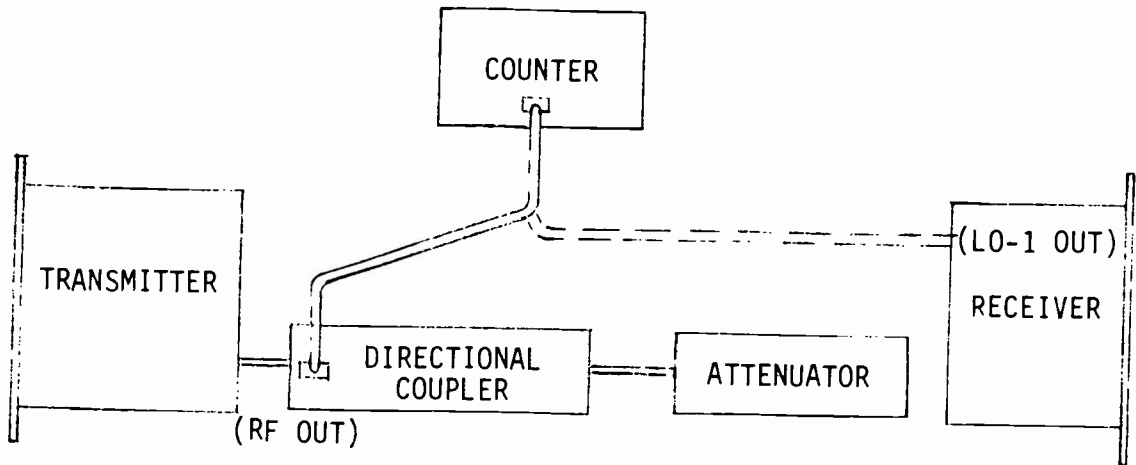 COUNTER
(LO-1 OUT)
TRANSMITTER
RECEIVER
DIRECTIONAL
COUPLER
ATTENUATOR
(RF OUT)